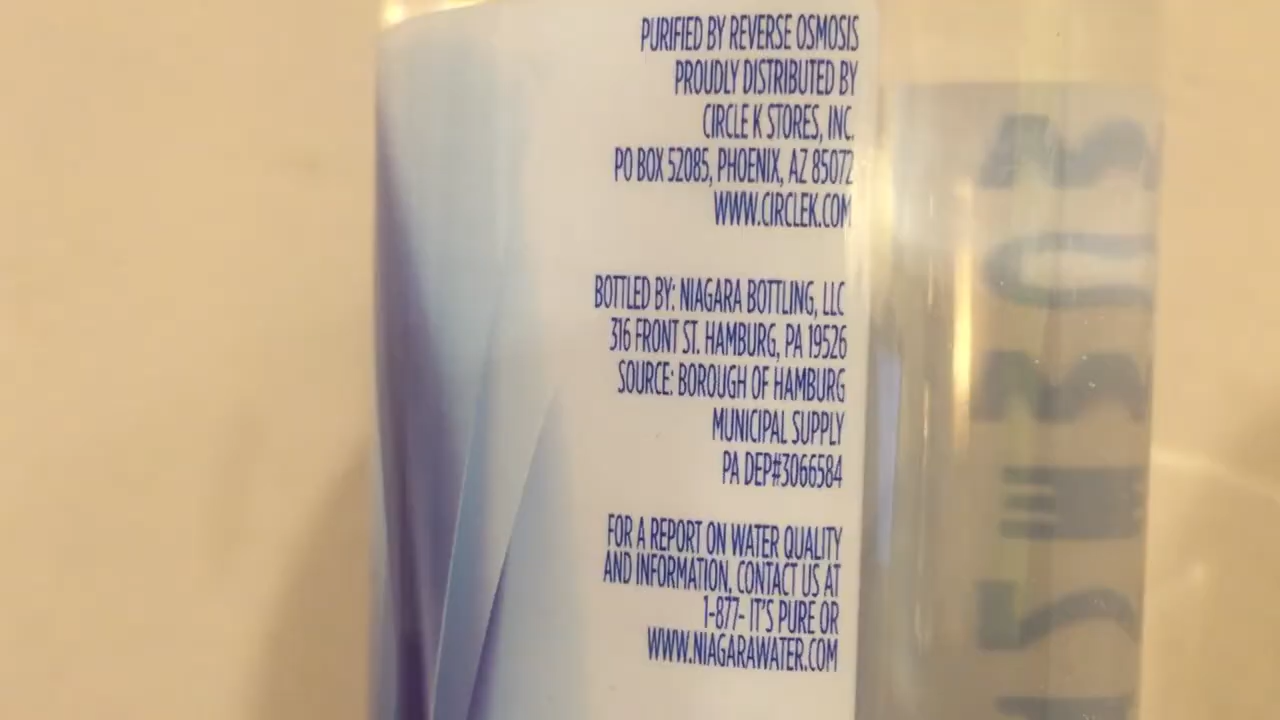 PURIFIED BY REVERSE OSMOSIS
PROUDLY DISTRIBUTED BY
CIRCLE K STORES, INC.
PO BOX 52085, PHOENIX, AZ 85072
WWW.CIRCLEK.COM
BOTTLED BY: NIAGARA BOTTLING, LLC
316 FRONT ST. HAMBURG, PA 19526
SOURCE: BOROUGH OF HAMBURG
MUNICIPAL SUPPLY
PA DEP#3066584
FOR A REPORT ON WATER QUALITY
AND INFORMATION, CONTACT US AT
1-877- IT'S PURE OR
WWW.NIAGARAWATER.COM